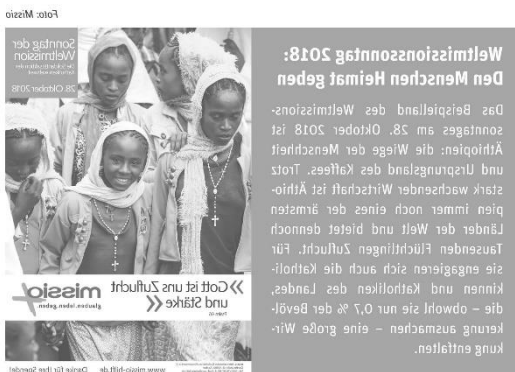 Foto: Missio
Weltmissionssonntag 2018:
Den Menschen Heimat geben
Das Beispielland des Weltmissions-
sonntages am 28. Oktober 2018 ist
Äthiopien: die Wiege der Menschheit
und Ursprungsland des Kaffees. Trotz
stark wachsender Wirtschaft ist Äthio-
pien immer noch eines der ärmsten
Länder der Welt und bietet dennoch
Tausenden Flüchtlingen Zuflucht. Für
sie engagieren sich auch die Katholi-
kinnen und Katholiken des Landes,
die – obwohl sie nur 0,7 % der Bevöl-
kerung ausmachen – eine große Wir-
kung entfalten.
Sonntag der
Weltmission
28. Oktober 2018
»Gott ist uns Zuflucht
und Stärke«
missio
glauben.leben.geben.
www.missio-hilft.de
Danke für Ihre Spende!